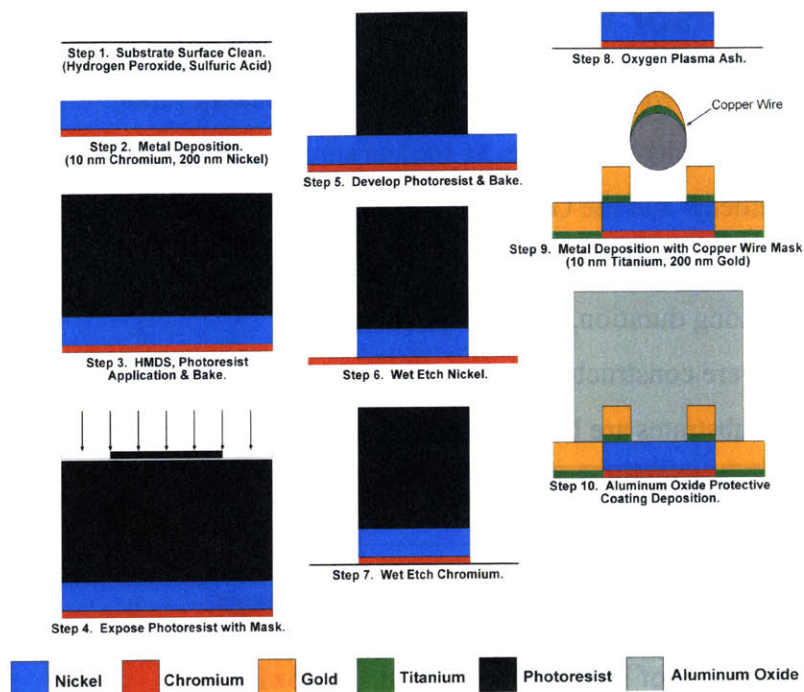 Step 1. Substrate Surface Clean.
(Hydrogen Peroxide, Sulfuric Acid)
Step 2. Metal Deposition.
(10 nm Chromium, 200 nm Nickel)
Step 3. HMDS, Photoresist
Application & Bake.
Step 4. Expose Photoresist with Mask.
Step 5. Develop Photoresist & Bake.
Step 6. Wet Etch Nickel.
Step 7. Wet Etch Chromium.
Step 8. Oxygen Plasma Ash.
Copper Wire
Step 9. Metal Deposition with Copper Wire Mask.
(10 nm Titanium, 200 nm Gold)
Step 10. Aluminum Oxide Protective
Coating Deposition.
Nickel
Chromium
Gold
Titanium
Photoresist
Aluminum Oxide